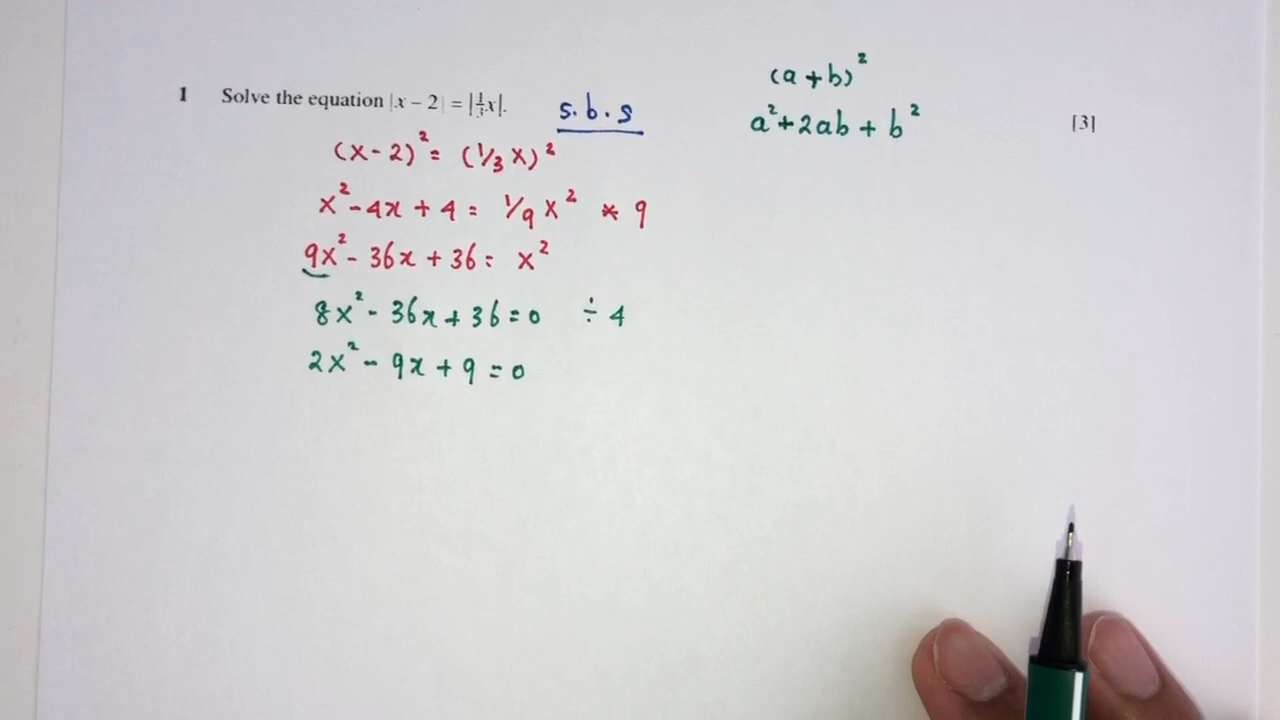 1 Solve the equation |x − 2| = |⅓x|. s.b.s
(a + b)²
a² + 2ab + b²
[3]
(x - 2)² = (1/3 x)²
x² - 4x + 4 = 1/9 x² * 9
9x² - 36x + 36 = x²
8x² - 36x + 36 = 0 ÷ 4
2x² - 9x + 9 = 0